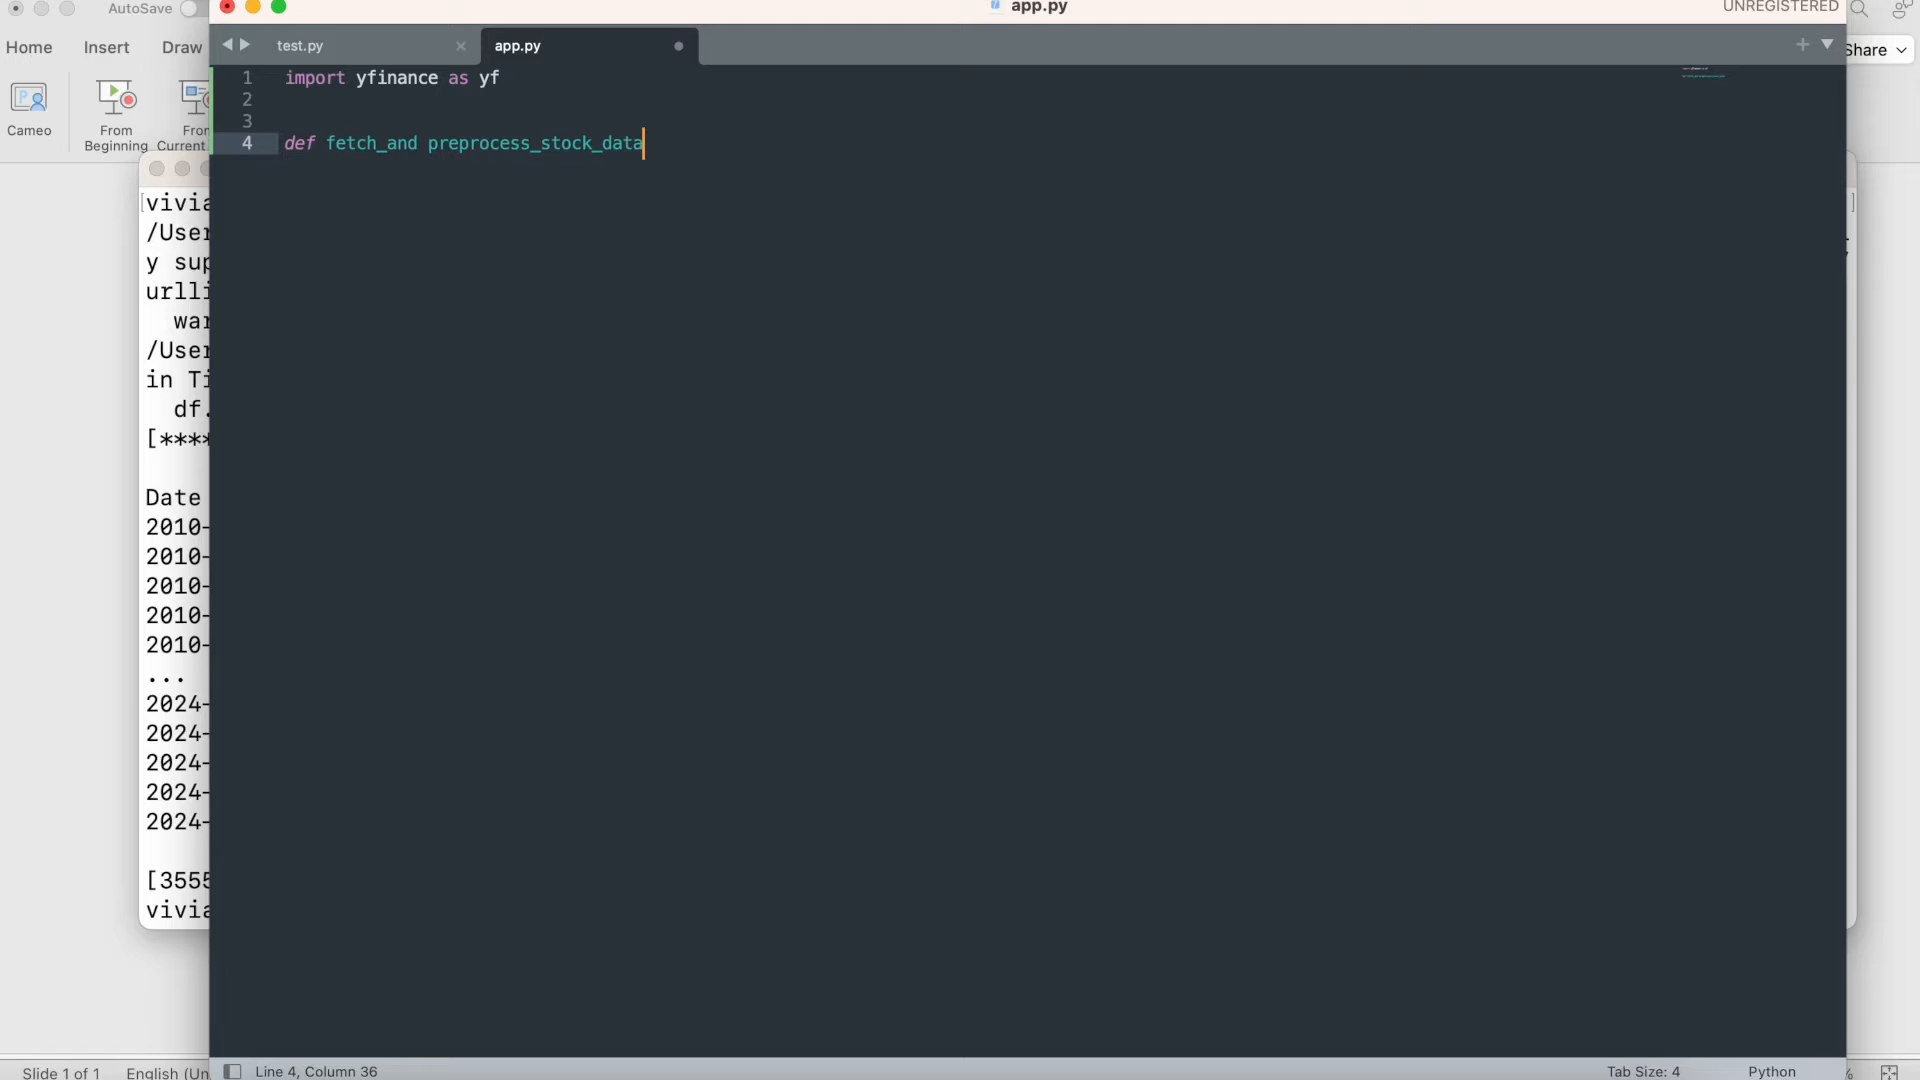 AutoSave
app.py
UNREGISTERED
Home Insert Draw
test.py
app.py
Share
1 import yfinance as yf
2
3
4 def fetch_and preprocess_stock_data
Cameo
From
Beginning
From
Current
vivia
/User
y sup
urlli
war
/User
in Ti
df.
[****
Date
2010-
2010-
2010-
2010-
2010-
...
2024-
2024-
2024-
2024-
2024-
[3555
vivia
Slide 1 of 1 English (Un
Line 4, Column 36
Tab Size: 4
Python
%